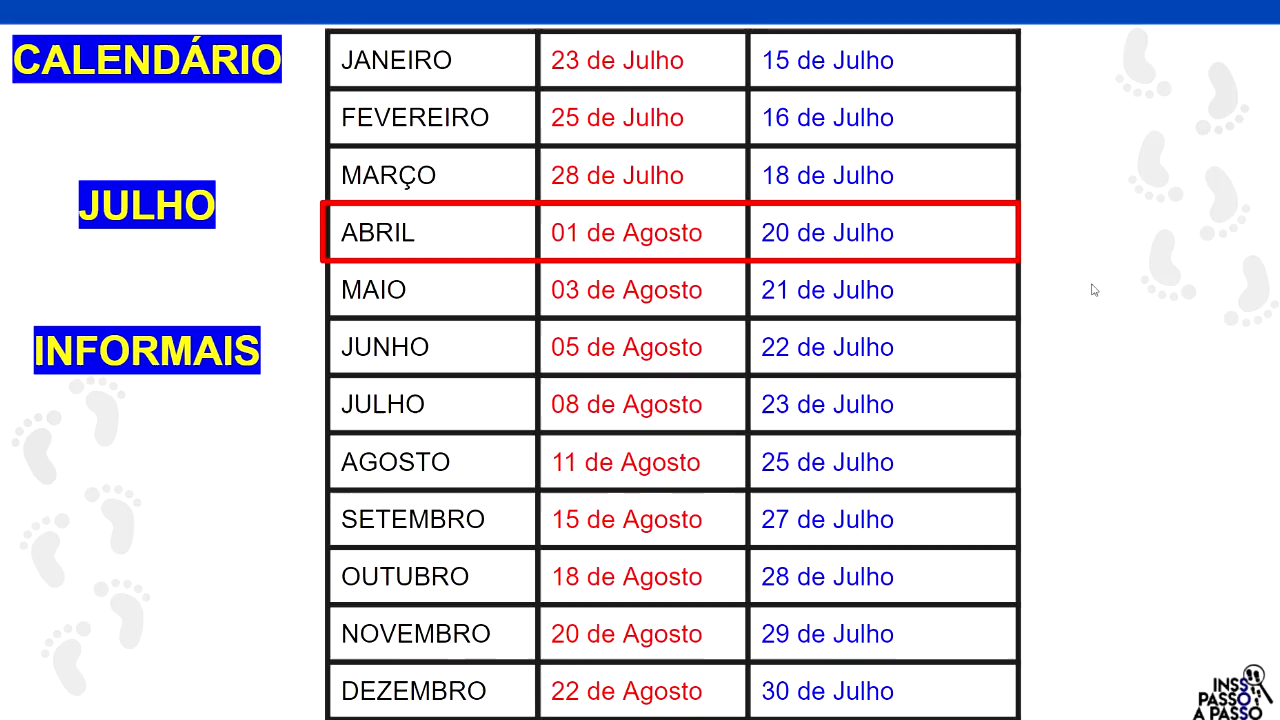 CALENDÁRIO
JULHO
INFORMAIS
JANEIRO 23 de Julho 15 de Julho
FEVEREIRO 25 de Julho 16 de Julho
MARÇO 28 de Julho 18 de Julho
ABRIL 01 de Agosto 20 de Julho
MAIO 03 de Agosto 21 de Julho
JUNHO 05 de Agosto 22 de Julho
JULHO 08 de Agosto 23 de Julho
AGOSTO 11 de Agosto 25 de Julho
SETEMBRO 15 de Agosto 27 de Julho
OUTUBRO 18 de Agosto 28 de Julho
NOVEMBRO 20 de Agosto 29 de Julho
DEZEMBRO 22 de Agosto 30 de Julho
INSS
PASSO
A PASSO